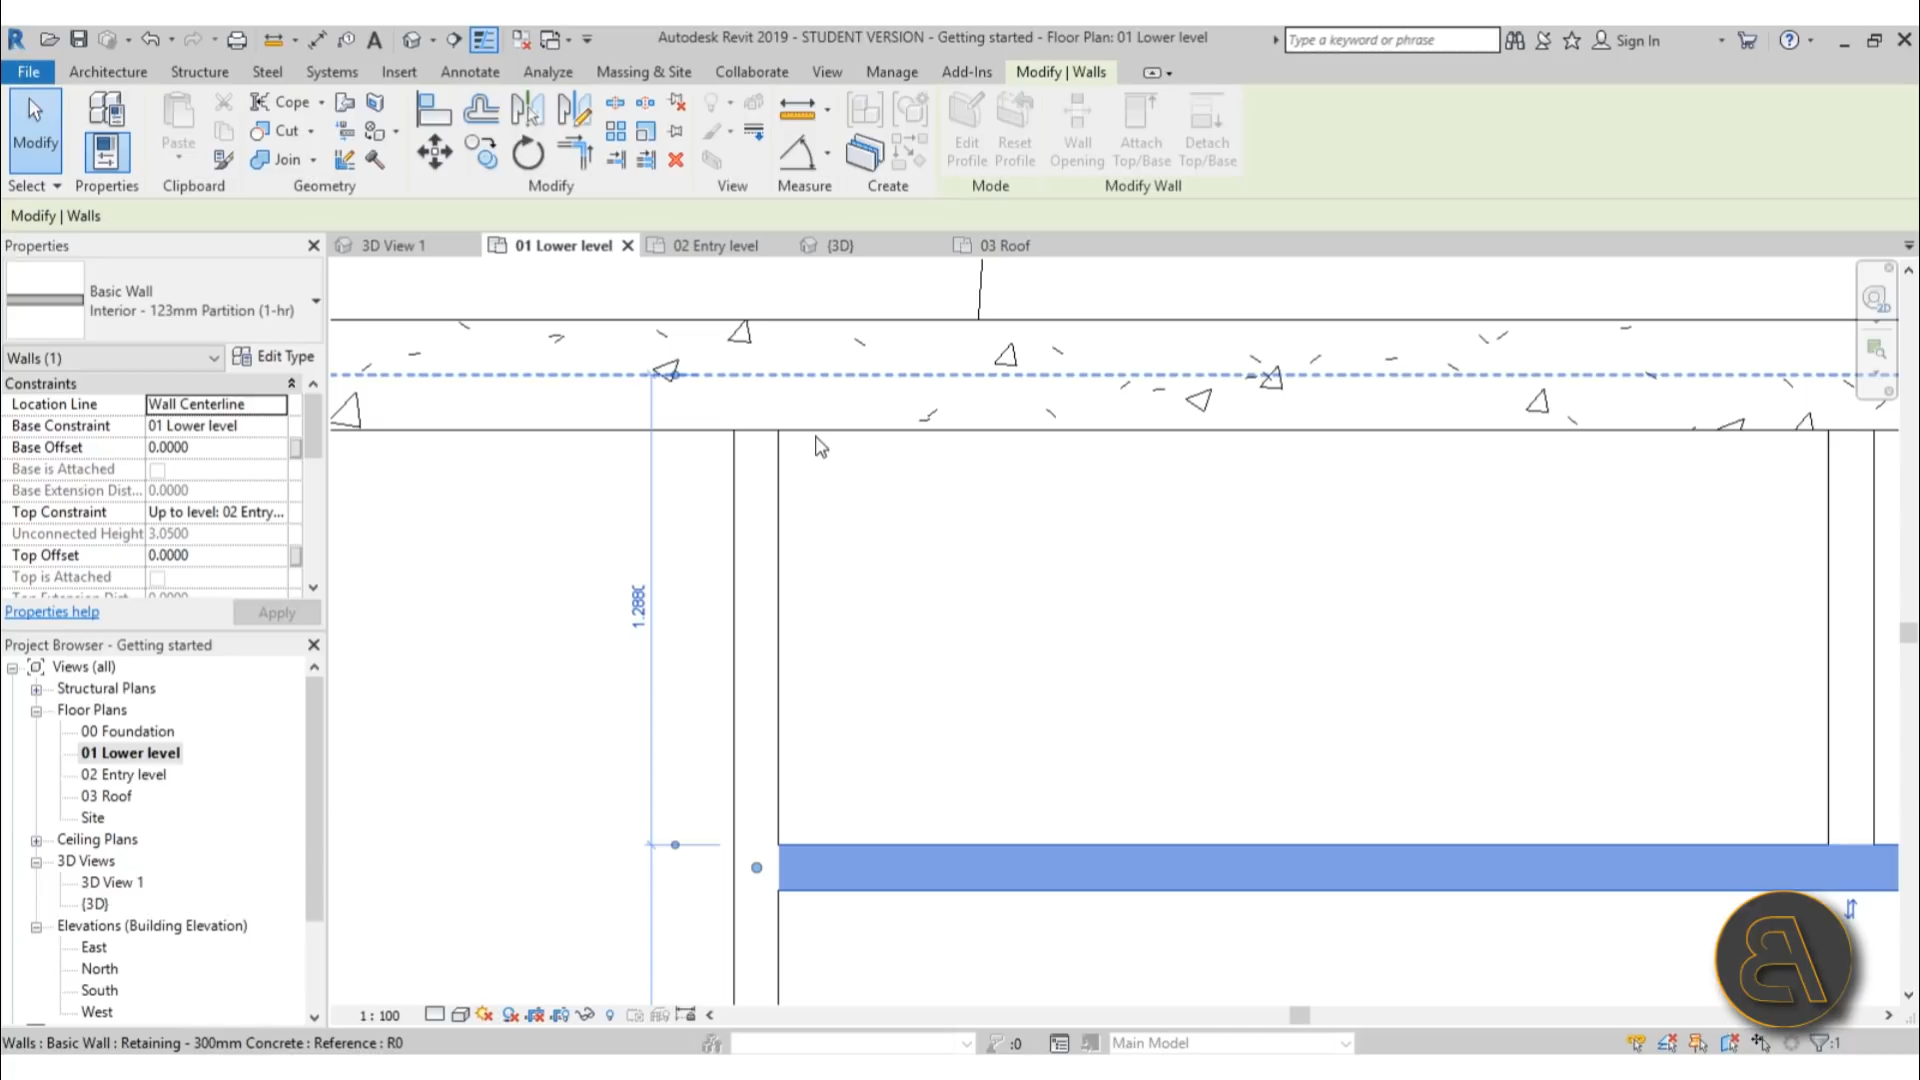 Autodesk Revit 2019 - STUDENT VERSION - Getting started - Floor Plan: 01 Lower level
Type a keyword or phrase
Sign In
File Architecture Structure Steel Systems Insert Annotate Analyze Massing & Site Collaborate View Manage Add-Ins Modify | Walls
Modify
Paste
Cope
Cut
Join
Edit Profile
Reset Profile
Wall Opening
Attach Top/Base
Detach Top/Base
Select Properties Clipboard Geometry Modify View Measure Create Mode Modify Wall
Modify | Walls
Properties
3D View 1
01 Lower level
02 Entry level
{3D}
03 Roof
Basic Wall
Interior - 123mm Partition (1-hr)
Walls (1)
Edit Type
Constraints
Location Line Wall Centerline
Base Constraint 01 Lower level
Base Offset 0.0000
Base is Attached
Base Extension Dist... 0.0000
Top Constraint Up to level: 02 Entry...
Unconnected Height 3.0500
Top Offset 0.0000
Top is Attached
Properties help
Apply
Project Browser - Getting started
Views (all)
Structural Plans
Floor Plans
00 Foundation
01 Lower level
02 Entry level
03 Roof
Site
Ceiling Plans
3D Views
3D View 1
{3D}
Elevations (Building Elevation)
East
North
South
West
1.2880
2D
1 : 100
Walls : Basic Wall : Retaining - 300mm Concrete : Reference : R0
:0
Main Model
:1